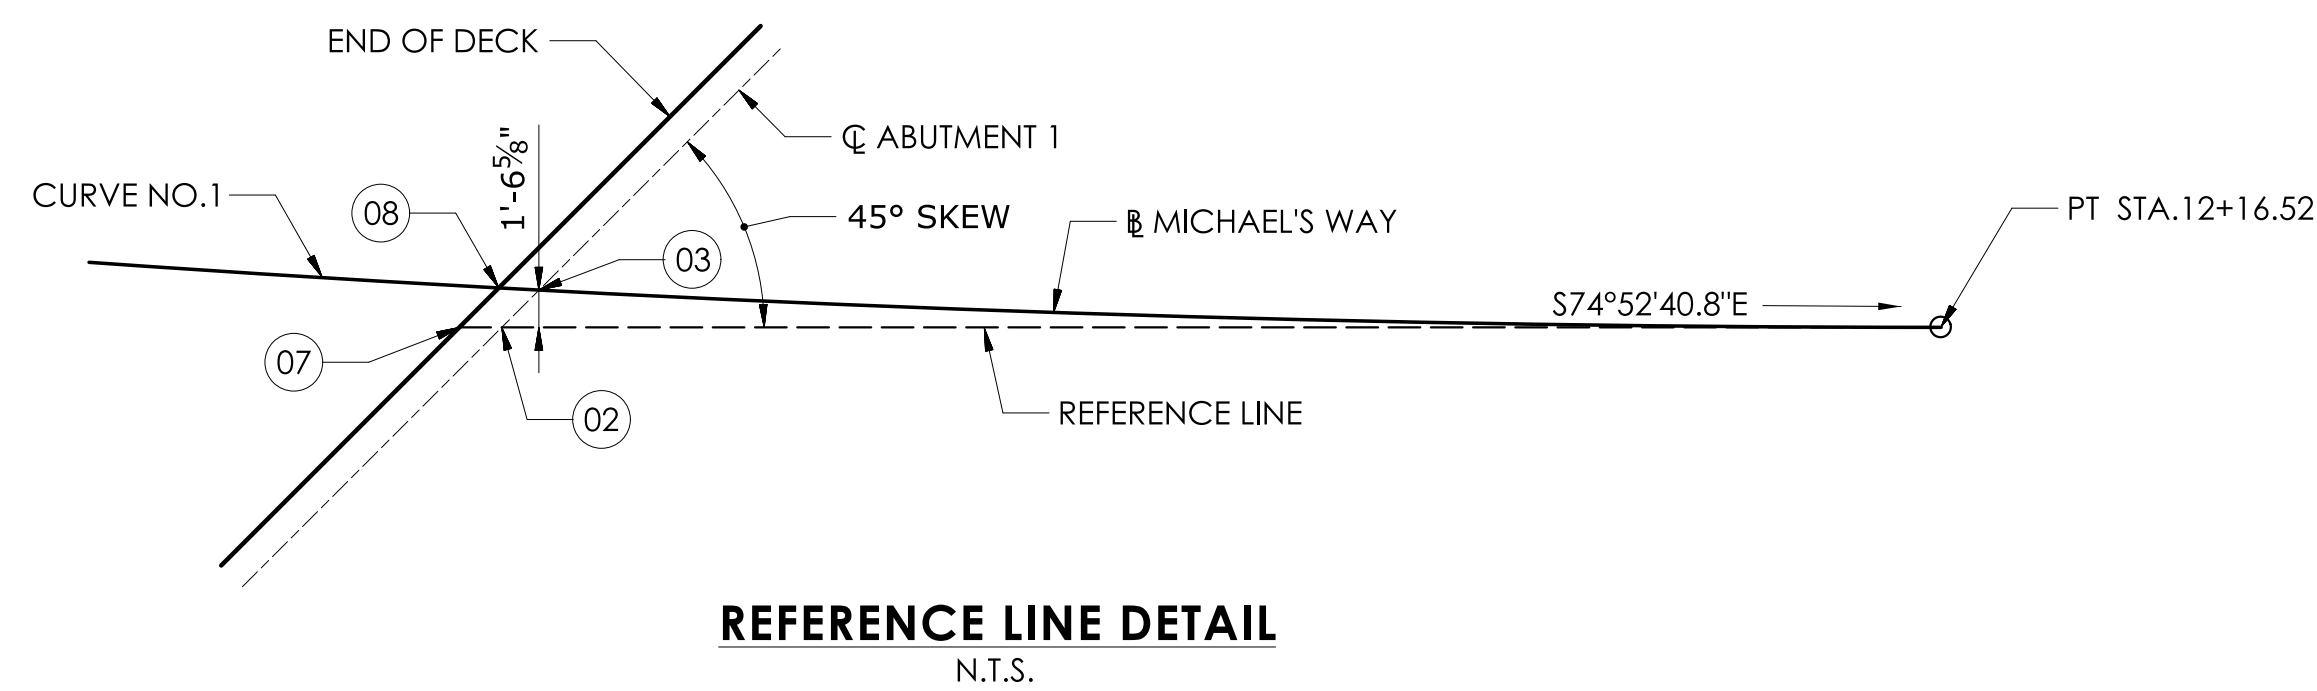 END OF DECK
℄ ABUTMENT 1
1'-6⅝"
CURVE NO.1
08
45° SKEW
BL MICHAEL'S WAY
PT STA.12+16.52
03
S74°52'40.8"E
07
02
REFERENCE LINE
REFERENCE LINE DETAIL
N.T.S.